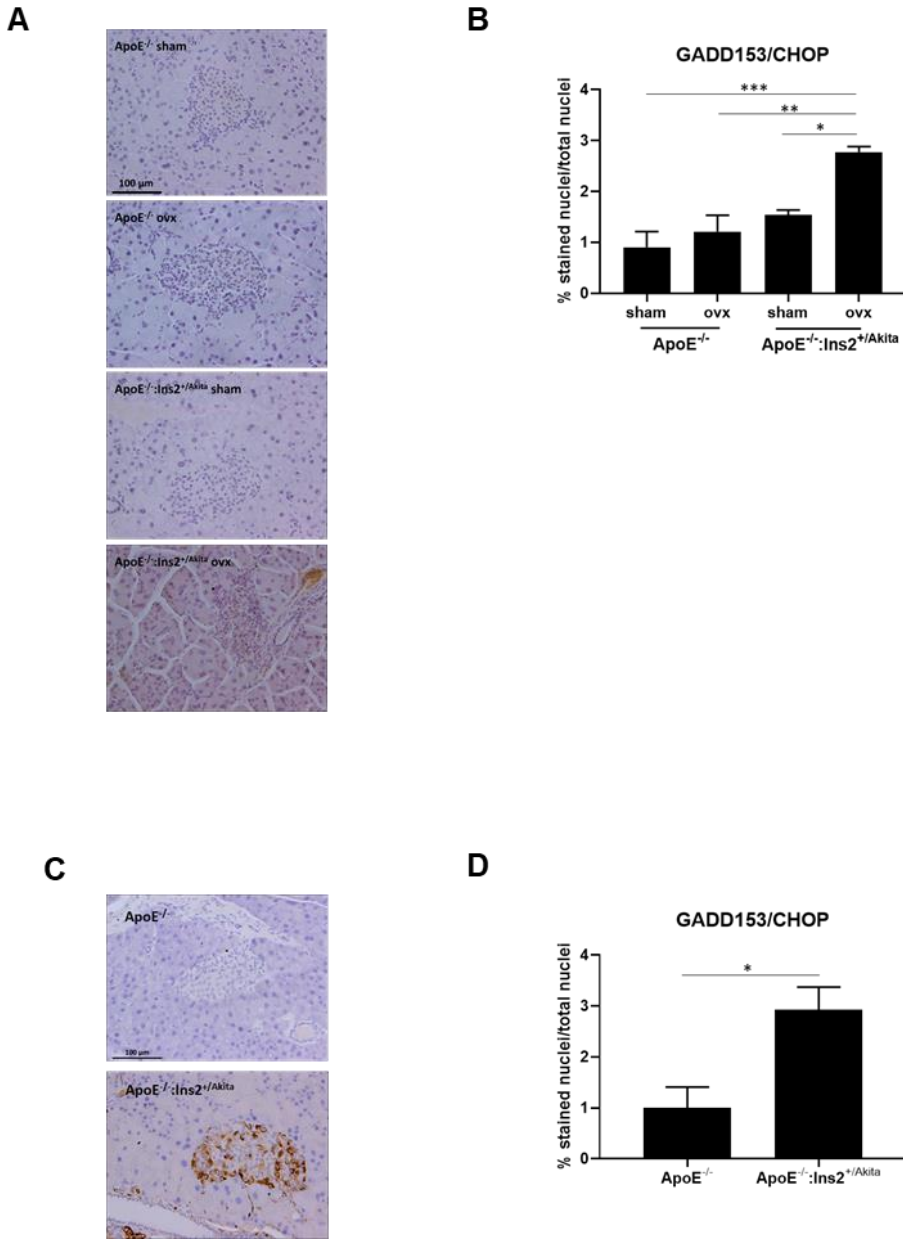 A
ApoE-/- sham
100 µm
ApoE-/- ovx
ApoE-/-:Ins2+/Akita sham
ApoE-/-:Ins2+/Akita ovx
B
GADD153/CHOP
% stained nuclei/total nuclei
4
3
2
1
0
***
**
*
sham ovx sham ovx
ApoE-/- ApoE-/-:Ins2+/Akita
C
ApoE-/-
100 µm
ApoE-/-:Ins2+/Akita
D
GADD153/CHOP
% stained nuclei/total nuclei
4
3
2
1
0
*
ApoE-/- ApoE-/-:Ins2+/Akita